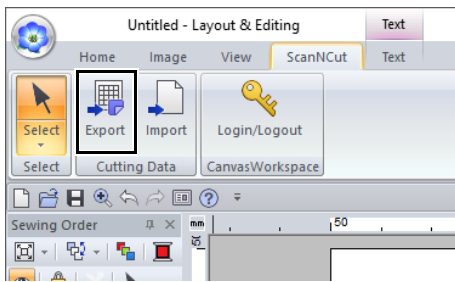 Untitled - Layout & Editing Text
Home Image View ScanNCut Text
Select Export Import Login/Logout
Select Cutting Data CanvasWorkspace
Sewing Order mm 50